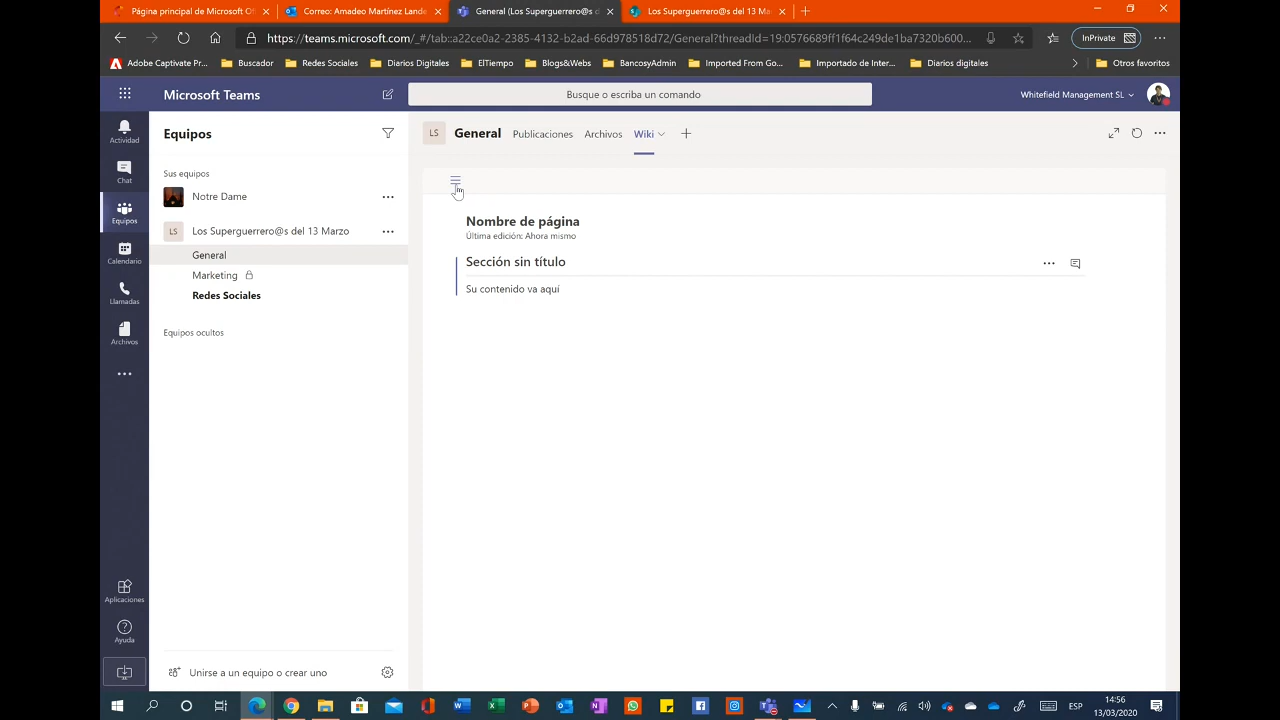 Página principal de Microsoft Of
Correo: Amadeo Martínez Lande
General (Los Superguerrero@s d
Los Superguerrero@s del 13 Ma
https://teams.microsoft.com/_#/tab::a22ce0a2-2385-4132-b2ad-66d978518d72/General?threadId=19:0576689ff1f64c249de1ba7320b600...
InPrivate
Adobe Captivate Pr...
Buscador
Redes Sociales
Diarios Digitales
ElTiempo
Blogs&Webs
BancosyAdmin
Imported From Go...
Importado de Inter...
Diarios digitales
Otros favoritos
Microsoft Teams
Busque o escriba un comando
Whitefield Management SL
Actividad
Chat
Equipos
Calendario
Llamadas
Archivos
Aplicaciones
Ayuda
Equipos
Sus equipos
Notre Dame
LS Los Superguerrero@s del 13 Marzo
General
Marketing
Redes Sociales
Equipos ocultos
Unirse a un equipo o crear uno
LS General Publicaciones Archivos Wiki
Nombre de página
Última edición: Ahora mismo
Sección sin título
Su contenido va aquí
ESP
14:56
13/03/2020